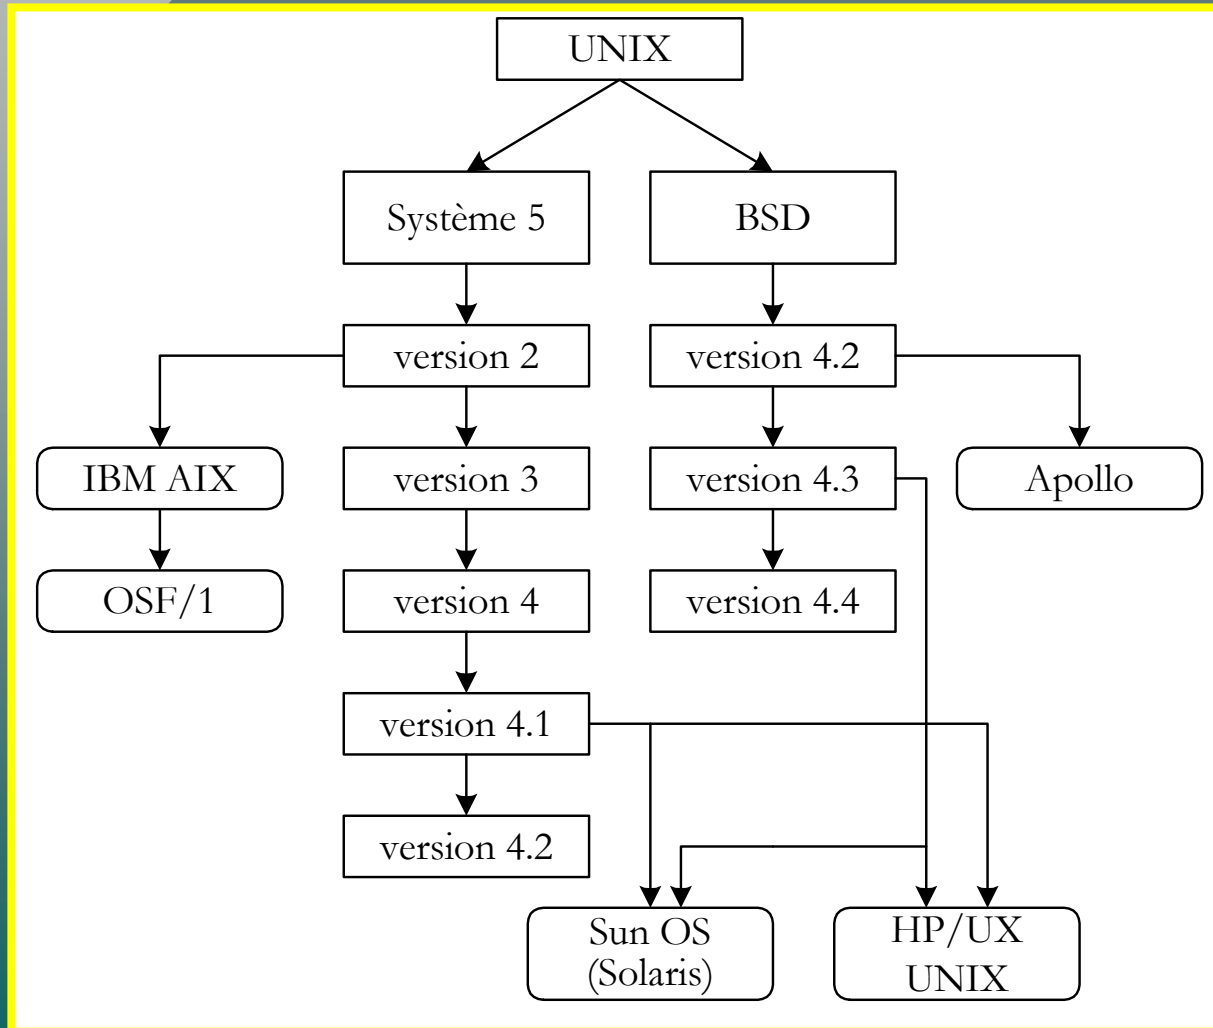 UNIX
Système 5
BSD
version 2
version 4.2
IBM AIX
version 3
version 4.3
Apollo
OSF/1
version 4
version 4.4
version 4.1
version 4.2
Sun OS
(Solaris)
HP/UX
UNIX